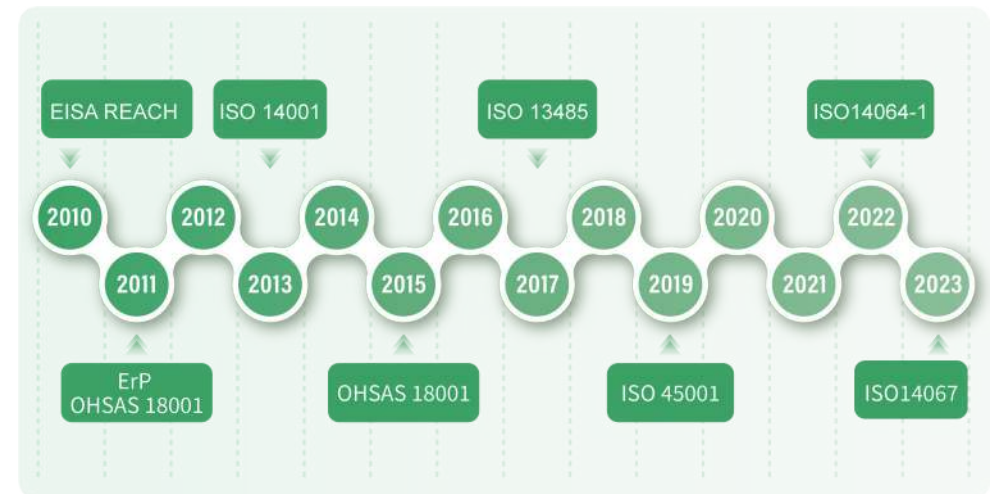 EISA REACH
ISO 14001
ISO 13485
ISO14064-1
2010
2012
2014
2016
2018
2020
2022
2011
2013
2015
2017
2019
2021
2023
ErP
OHSAS 18001
OHSAS 18001
ISO 45001
ISO14067